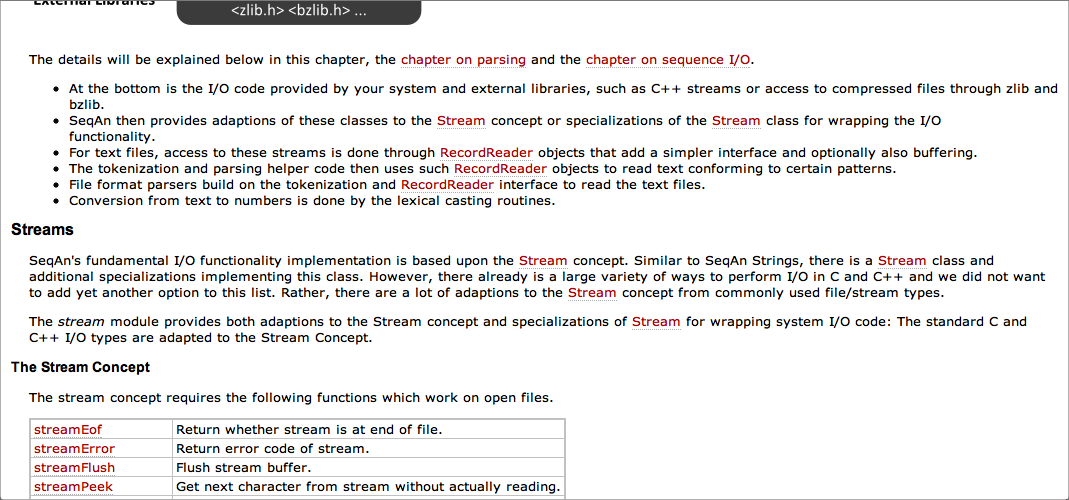 External Libraries
<zlib.h> <bzlib.h> ...
The details will be explained below in this chapter, the chapter on parsing and the chapter on sequence I/O.
• At the bottom is the I/O code provided by your system and external libraries, such as C++ streams or access to compressed files through zlib and
bzlib.
• SeqAn then provides adaptions of these classes to the Stream concept or specializations of the Stream class for wrapping the I/O
functionality.
• For text files, access to these streams is done through RecordReader objects that add a simpler interface and optionally also buffering.
• The tokenization and parsing helper code then uses such RecordReader objects to read text conforming to certain patterns.
• File format parsers build on the tokenization and RecordReader interface to read the text files.
• Conversion from text to numbers is done by the lexical casting routines.
Streams
SeqAn's fundamental I/O functionality implementation is based upon the Stream concept. Similar to SeqAn Strings, there is a Stream class and
additional specializations implementing this class. However, there already is a large variety of ways to perform I/O in C and C++ and we did not want
to add yet another option to this list. Rather, there are a lot of adaptions to the Stream concept from commonly used file/stream types.
The stream module provides both adaptions to the Stream concept and specializations of Stream for wrapping system I/O code: The standard C and
C++ I/O types are adapted to the Stream Concept.
The Stream Concept
The stream concept requires the following functions which work on open files.
streamEof Return whether stream is at end of file.
streamError Return error code of stream.
streamFlush Flush stream buffer.
streamPeek Get next character from stream without actually reading.